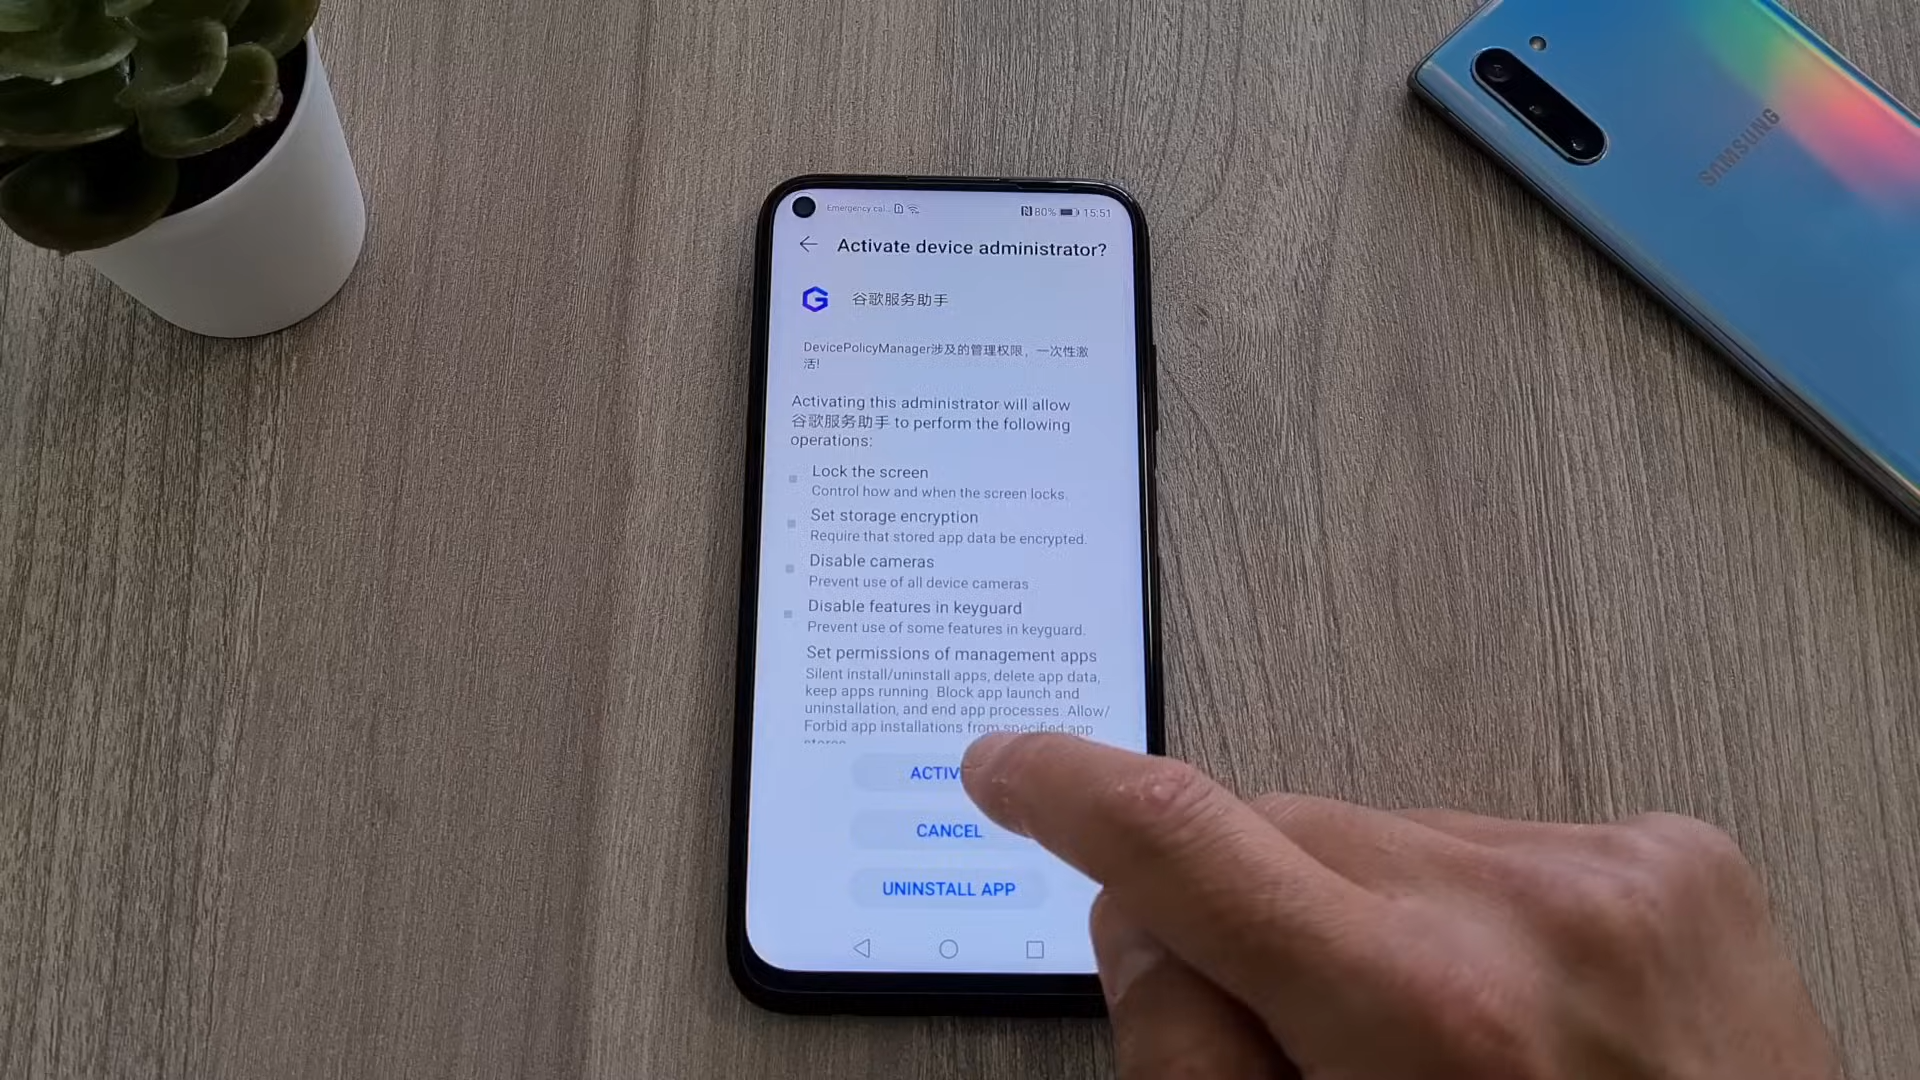 Emergency cal...
80% 15:51
Activate device administrator?
谷歌服务助手
DevicePolicyManager涉及的管理权限，一次性激
活!
Activating this administrator will allow
谷歌服务助手 to perform the following
operations:
Lock the screen
Control how and when the screen locks.
Set storage encryption
Require that stored app data be encrypted.
Disable cameras
Prevent use of all device cameras
Disable features in keyguard
Prevent use of some features in keyguard.
Set permissions of management apps
Silent install/uninstall apps, delete app data,
keep apps running. Block app launch and
uninstallation, and end app processes. Allow/
Forbid app installations from specified app
stores
ACTIV
CANCEL
UNINSTALL APP
SAMSUNG